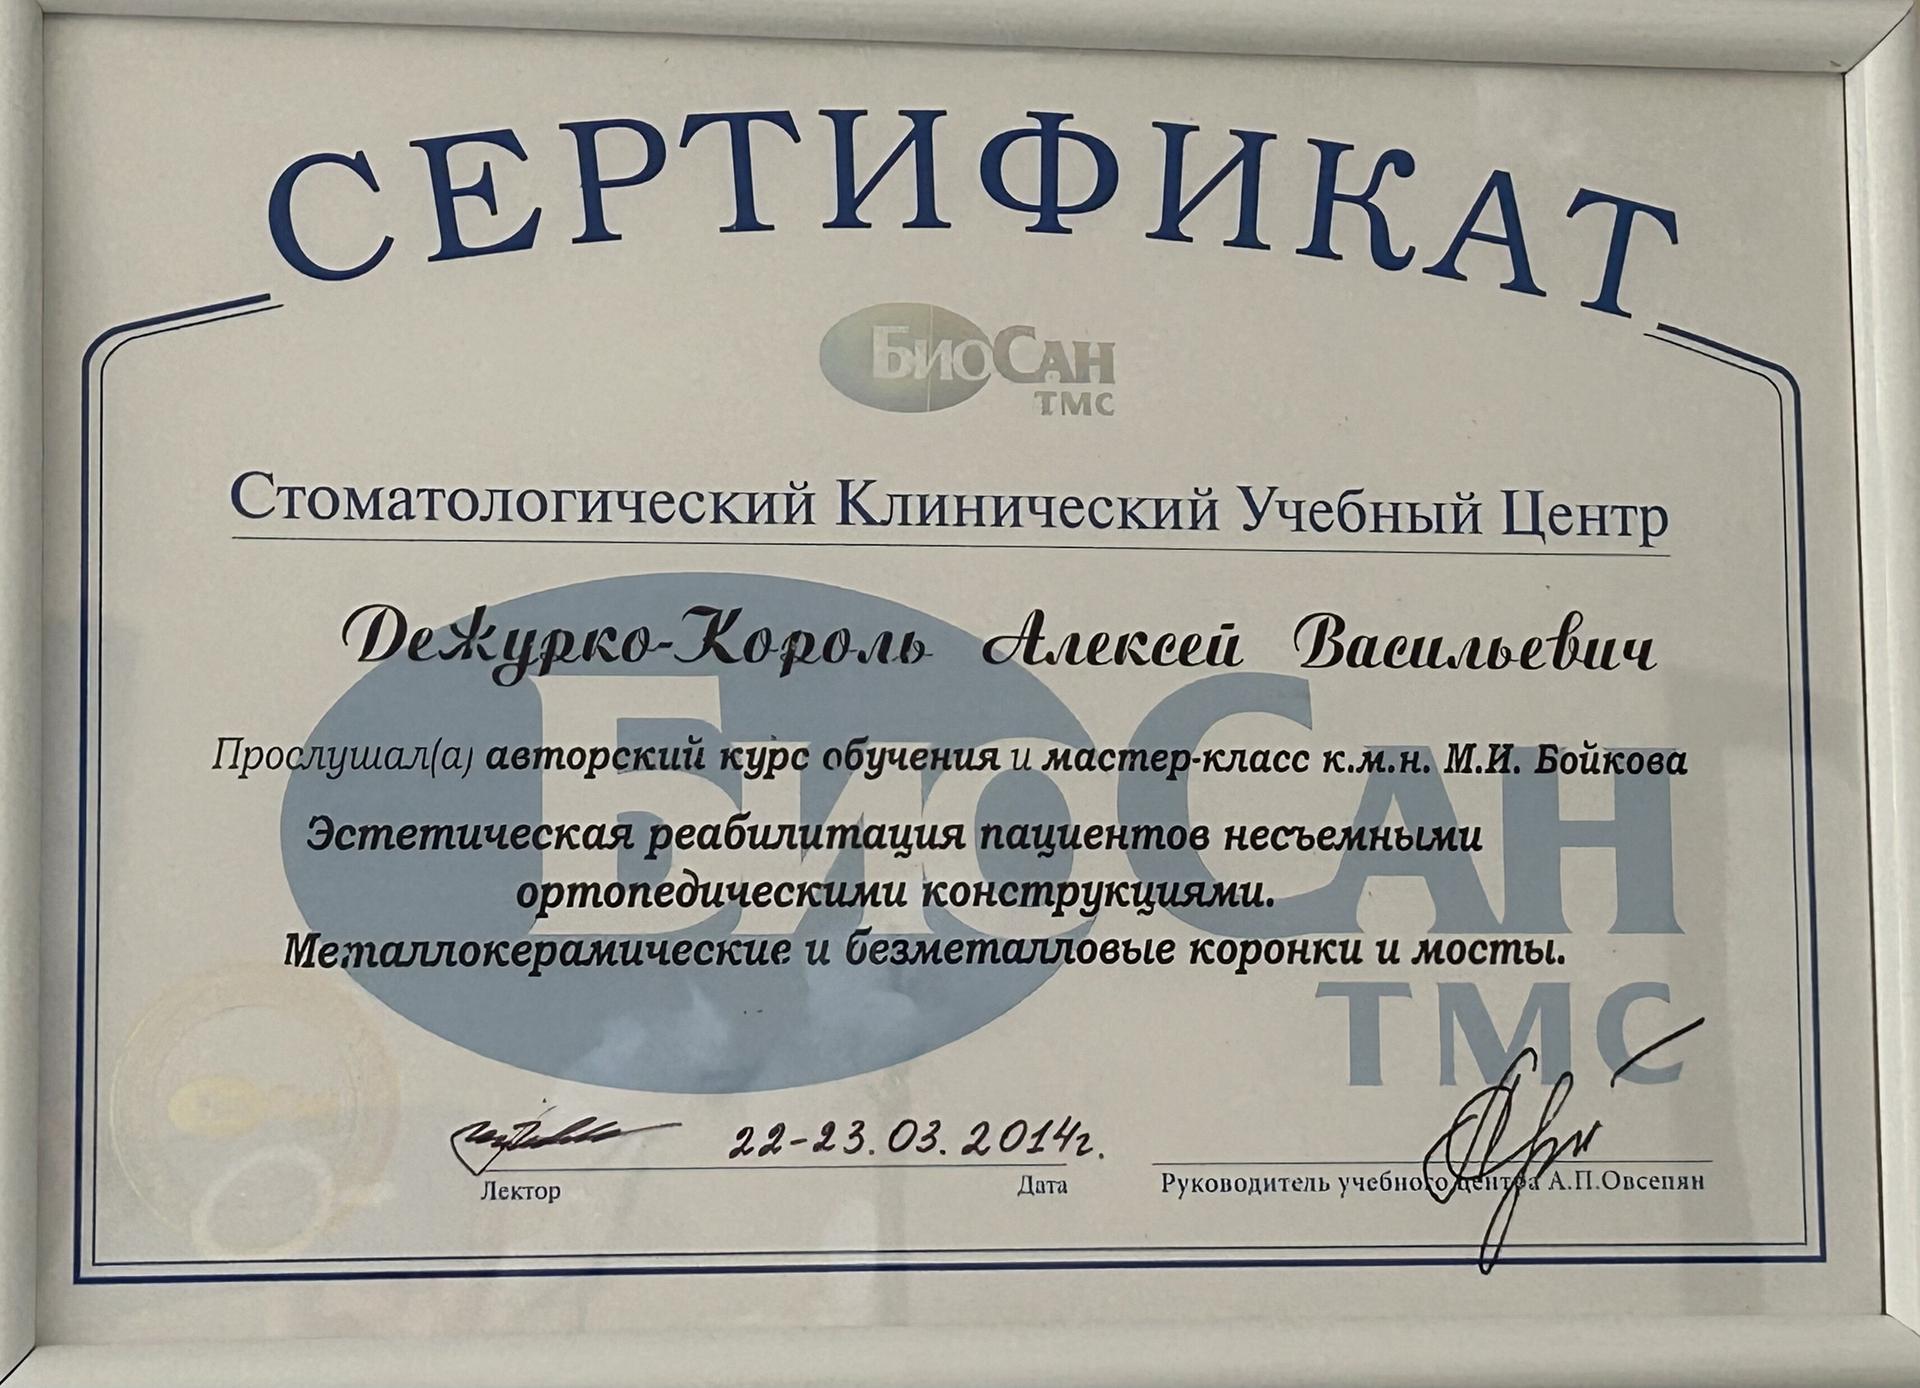 СЕРТИФИКАТ
БиоСан
ТМС
Стоматологический Клинический Учебный Центр
Дежурко-Король Алексей Васильевич
Прослушал(а) авторский курс обучения и мастер-класс к.м.н. М.И. Бойкова
Эстетическая реабилитация пациентов несъемными
ортопедическими конструкциями.
Металлокерамические и безметалловые коронки и мосты.
БиоСан
ТМС
22-23.03.2014г.
Лектор Дата Руководитель учебного центра А.П.Овсепян